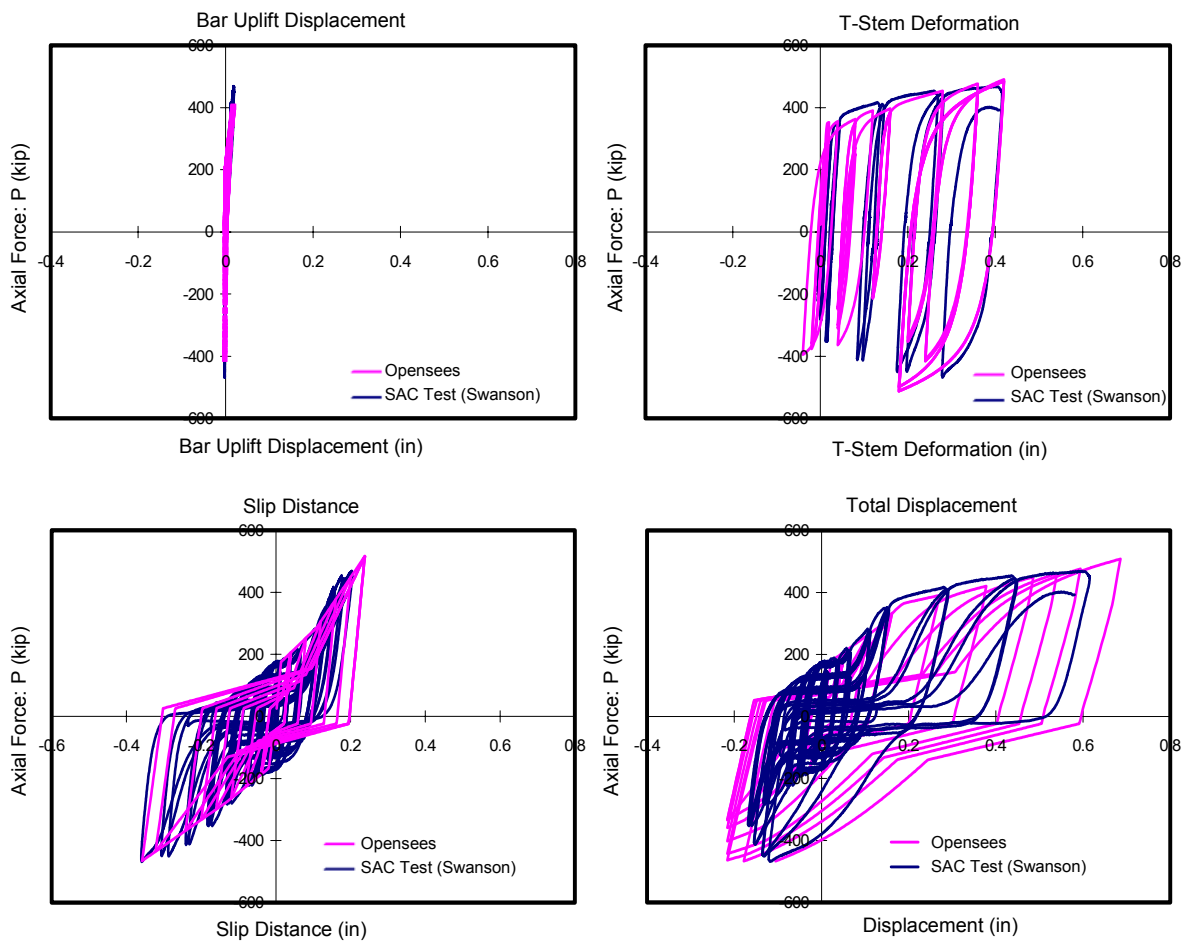 Bar Uplift Displacement
600
400
200
0
-200
-400
-600
-0.4
-0.2
0
0.2
0.4
0.6
0.8
Axial Force: P (kip)
Opensees
SAC Test (Swanson)
Bar Uplift Displacement (in)
T-Stem Deformation
600
400
200
0
-200
-400
-600
-0.4
-0.2
0
0.2
0.4
0.6
0.8
Axial Force: P (kip)
Opensees
SAC Test (Swanson)
T-Stem Deformation (in)
Slip Distance
600
400
200
0
-200
-400
-600
-0.6
-0.4
-0.2
0
0.2
0.4
0.6
0.8
Axial Force: P (kip)
Opensees
SAC Test (Swanson)
Slip Distance (in)
Total Displacement
600
400
200
0
-200
-400
-600
-0.4
-0.2
0
0.2
0.4
0.6
0.8
Axial Force: P (kip)
Opensees
SAC Test (Swanson)
Displacement (in)